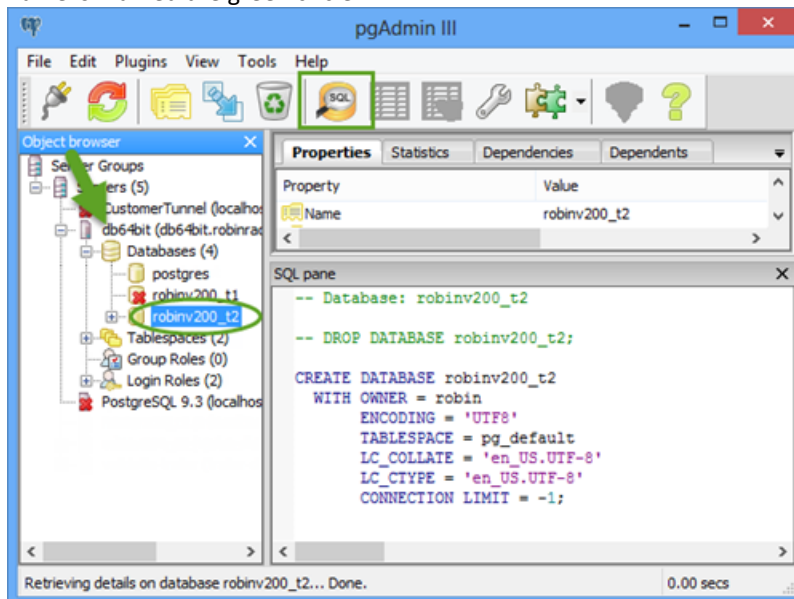 pgAdmin III
File Edit Plugins View Tools Help
SQL
Object browser
Properties Statistics Dependencies Dependents
Server Groups
Servers (5)
CustomerTunnel (localhos
db64bit (db64bit.robinrad
Databases (4)
postgres
robinv200_t1
robinv200_t2
Tablespaces (2)
Group Roles (0)
Login Roles (2)
PostgreSQL 9.3 (localhos
Property Value
Name robinv200_t2
SQL pane
-- Database: robinv200_t2
-- DROP DATABASE robinv200_t2;
CREATE DATABASE robinv200_t2
WITH OWNER = robin
ENCODING = 'UTF8'
TABLESPACE = pg_default
LC_COLLATE = 'en_US.UTF-8'
LC_CTYPE = 'en_US.UTF-8'
CONNECTION LIMIT = -1;
Retrieving details on database robinv200_t2... Done. 0.00 secs